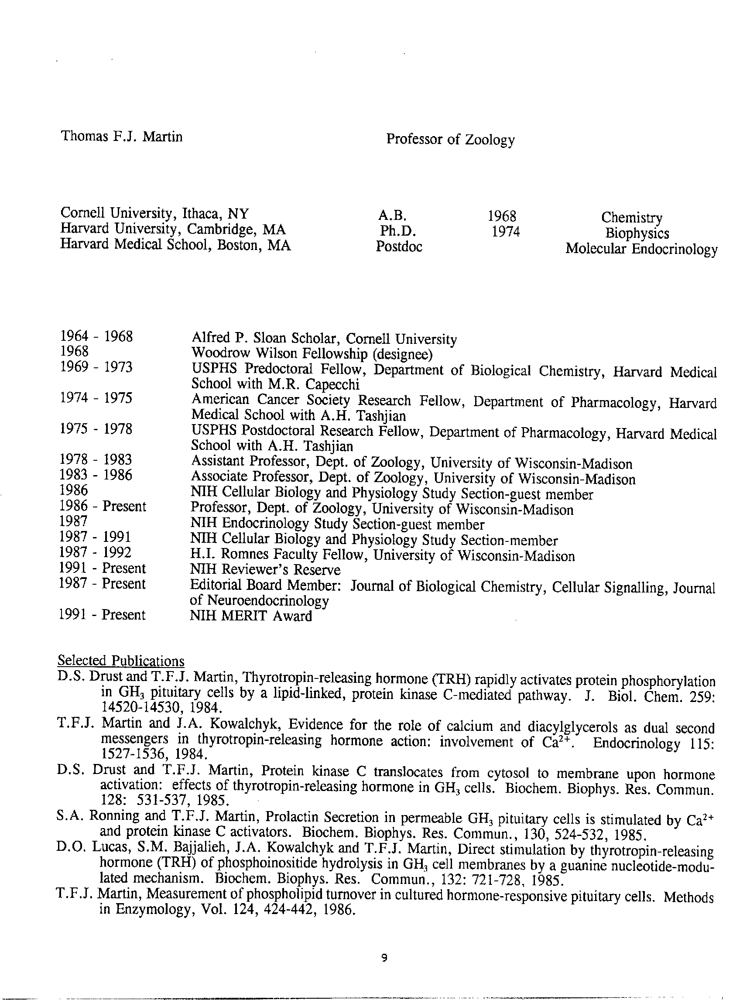 Thomas F.J. Martin Professor of Zoology
Cornell University, Ithaca, NY A.B. 1968 Chemistry
Harvard University, Cambridge, MA Ph.D. 1974 Biophysics
Harvard Medical School, Boston, MA Postdoc Molecular Endocrinology
1964 - 1968 Alfred P. Sloan Scholar, Cornell University
1968 Woodrow Wilson Fellowship (designee)
1969 - 1973 USPHS Predoctoral Fellow, Department of Biological Chemistry, Harvard Medical
School with M.R. Capecchi
1974 - 1975 American Cancer Society Research Fellow, Department of Pharmacology, Harvard
Medical School with A.H. Tashjian
1975 - 1978 USPHS Postdoctoral Research Fellow, Department of Pharmacology, Harvard Medical
School with A.H. Tashjian
1978 - 1983 Assistant Professor, Dept. of Zoology, University of Wisconsin-Madison
1983 - 1986 Associate Professor, Dept. of Zoology, University of Wisconsin-Madison
1986 NIH Cellular Biology and Physiology Study Section-guest member
1986 - Present Professor, Dept. of Zoology, University of Wisconsin-Madison
1987 NIH Endocrinology Study Section-guest member
1987 - 1991 NIH Cellular Biology and Physiology Study Section-member
1987 - 1992 H.I. Romnes Faculty Fellow, University of Wisconsin-Madison
1991 - Present NIH Reviewer's Reserve
1987 - Present Editorial Board Member: Journal of Biological Chemistry, Cellular Signalling, Journal
of Neuroendocrinology
1991 - Present NIH MERIT Award
Selected Publications
D.S. Drust and T.F.J. Martin, Thyrotropin-releasing hormone (TRH) rapidly activates protein phosphorylation
in GH₃ pituitary cells by a lipid-linked, protein kinase C-mediated pathway. J. Biol. Chem. 259:
14520-14530, 1984.
T.F.J. Martin and J.A. Kowalchyk, Evidence for the role of calcium and diacylglycerols as dual second
messengers in thyrotropin-releasing hormone action: involvement of Ca²⁺. Endocrinology 115:
1527-1536, 1984.
D.S. Drust and T.F.J. Martin, Protein kinase C translocates from cytosol to membrane upon hormone
activation: effects of thyrotropin-releasing hormone in GH₃ cells. Biochem. Biophys. Res. Commun.
128: 531-537, 1985.
S.A. Ronning and T.F.J. Martin, Prolactin Secretion in permeable GH₃ pituitary cells is stimulated by Ca²⁺
and protein kinase C activators. Biochem. Biophys. Res. Commun., 130, 524-532, 1985.
D.O. Lucas, S.M. Bajjalieh, J.A. Kowalchyk and T.F.J. Martin, Direct stimulation by thyrotropin-releasing
hormone (TRH) of phosphoinositide hydrolysis in GH₃ cell membranes by a guanine nucleotide-modu-
lated mechanism. Biochem. Biophys. Res. Commun., 132: 721-728, 1985.
T.F.J. Martin, Measurement of phospholipid turnover in cultured hormone-responsive pituitary cells. Methods
in Enzymology, Vol. 124, 424-442, 1986.
9